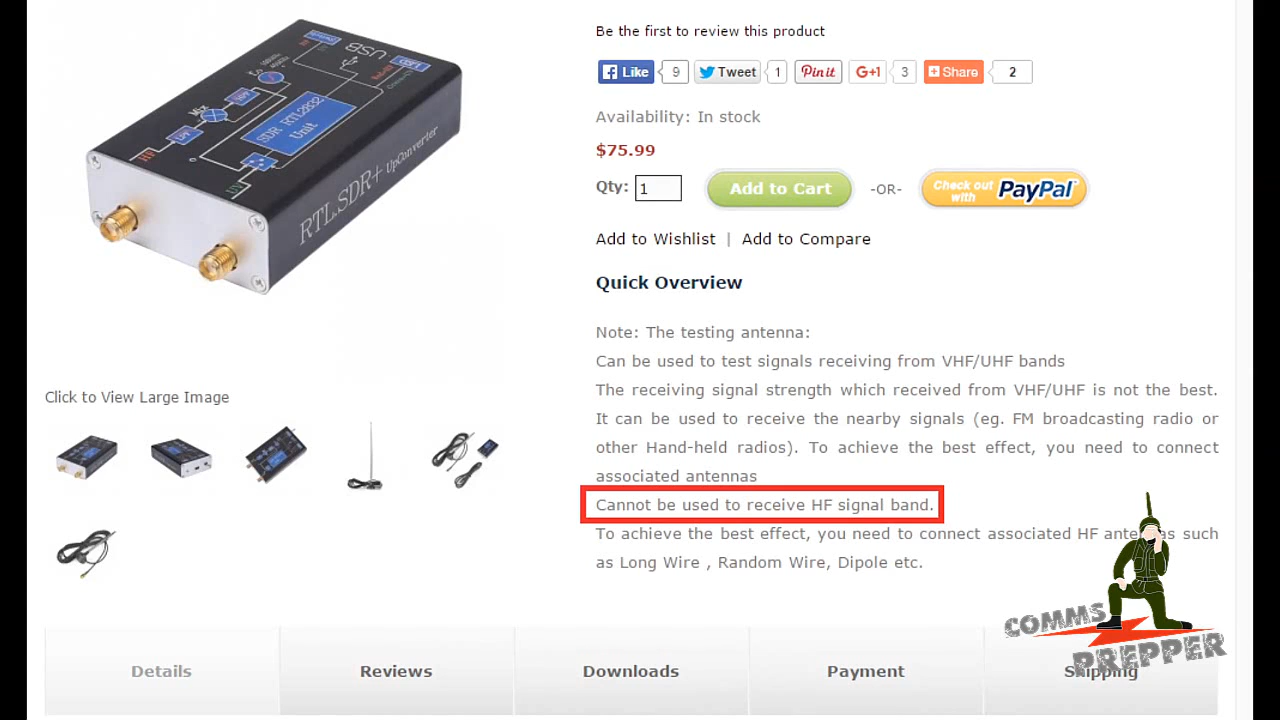 Be the first to review this product
Like 9 Tweet 1 Pin it G+1 3 Share 2
Availability: In stock
$75.99
Qty: 1 Add to Cart -OR- Check out with PayPal
Add to Wishlist | Add to Compare
Quick Overview
Note: The testing antenna:
Can be used to test signals receiving from VHF/UHF bands
The receiving signal strength which received from VHF/UHF is not the best.
It can be used to receive the nearby signals (eg. FM broadcasting radio or
other Hand-held radios). To achieve the best effect, you need to connect
associated antennas
Cannot be used to receive HF signal band.
To achieve the best effect, you need to connect associated HF antennas such
as Long Wire , Random Wire, Dipole etc.
USB
LED
Mix
HPF
LPF
HF
SDR RTL2832
Unit
UV
RTL.SDR+ UpConverter
Click to View Large Image
COMMS
PREPPER
Details Reviews Downloads Payment Shipping